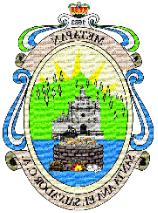 METAPAN
SANTA ANA EL SALVADOR, C.A.